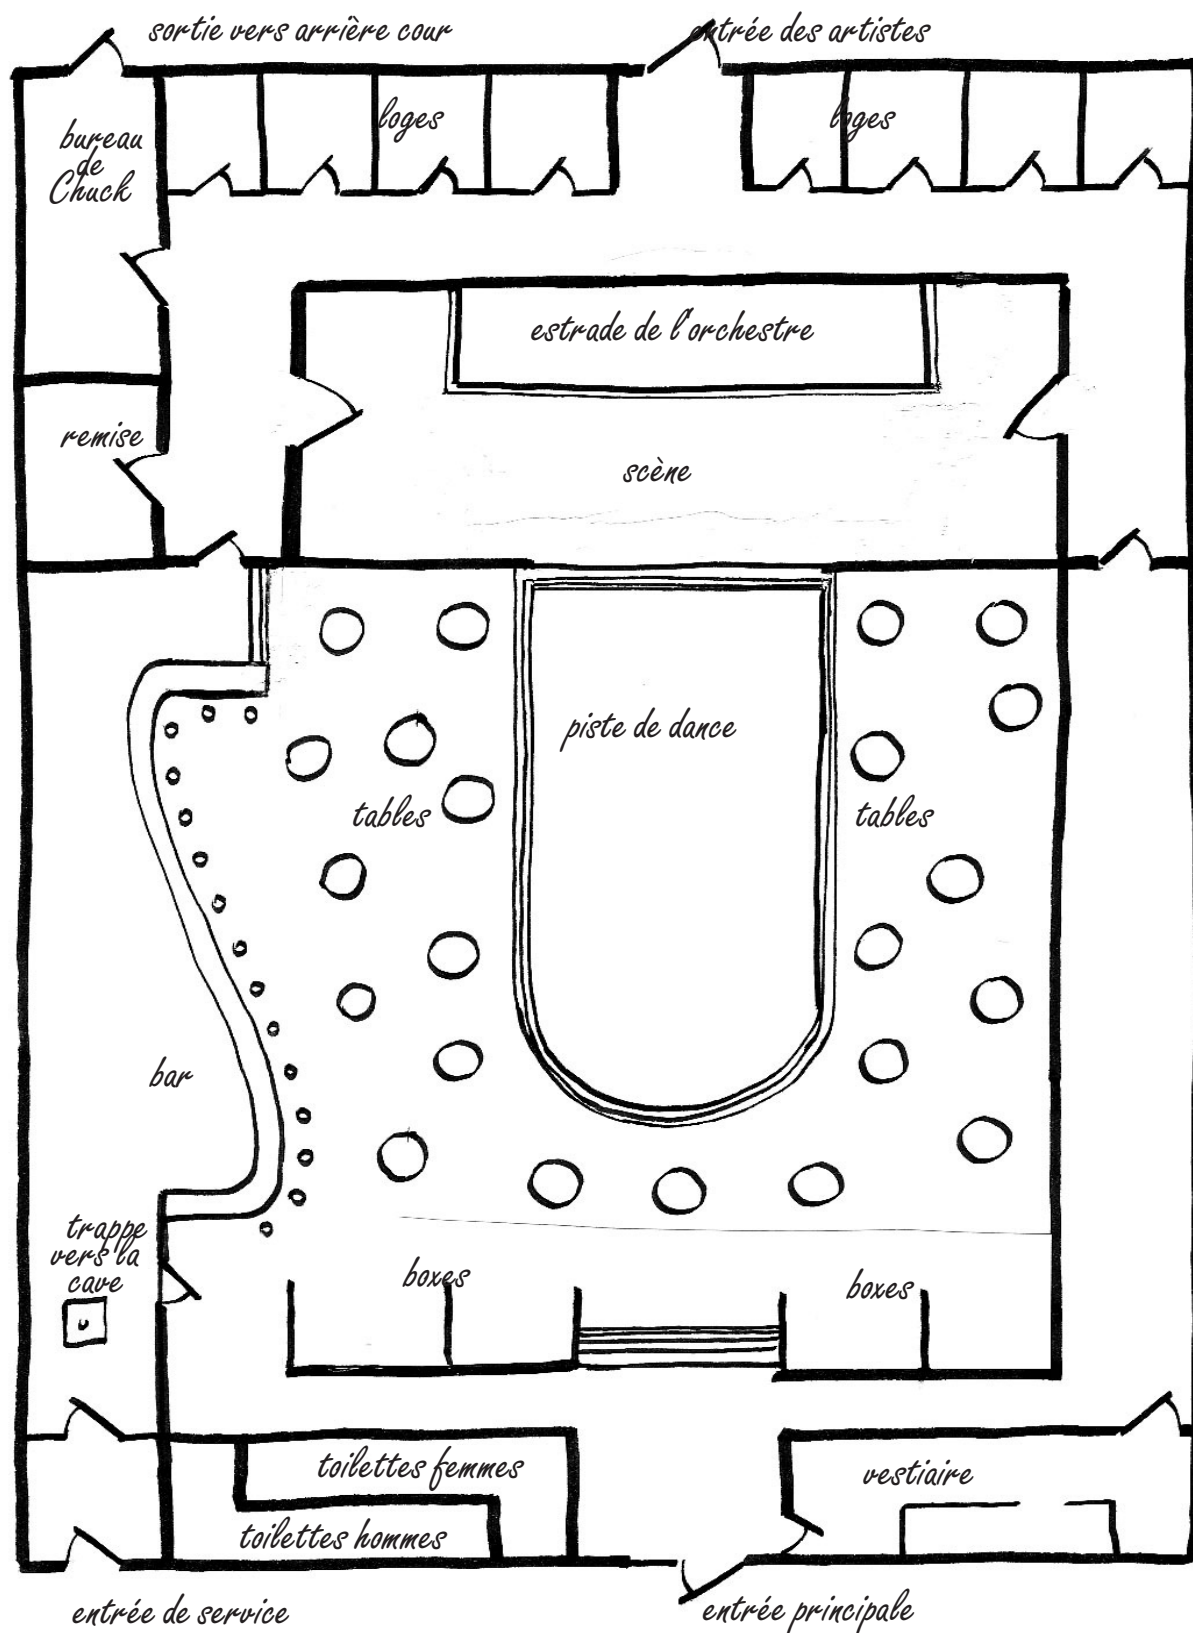 sortie vers arrière cour
entrée des artistes
bureau
de
Chuck
loges
loges
estrade de l'orchestre
remise
scène
piste de dance
tables
tables
bar
trappe
vers la
cave
boxes
boxes
toilettes femmes
vestiaire
toilettes hommes
entrée de service
entrée principale